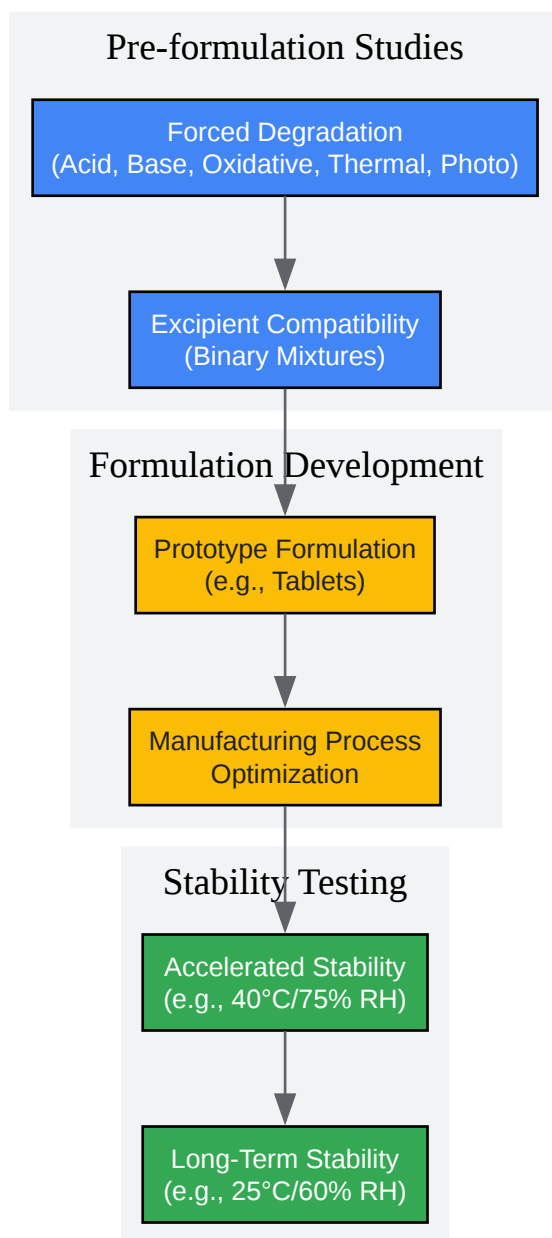 Pre-formulation Studies
Forced Degradation
(Acid, Base, Oxidative, Thermal, Photo)
Excipient Compatibility
(Binary Mixtures)
Formulation Development
Prototype Formulation
(e.g., Tablets)
Manufacturing Process
Optimization
Stability Testing
Accelerated Stability
(e.g., 40°C/75% RH)
Long-Term Stability
(e.g., 25°C/60% RH)